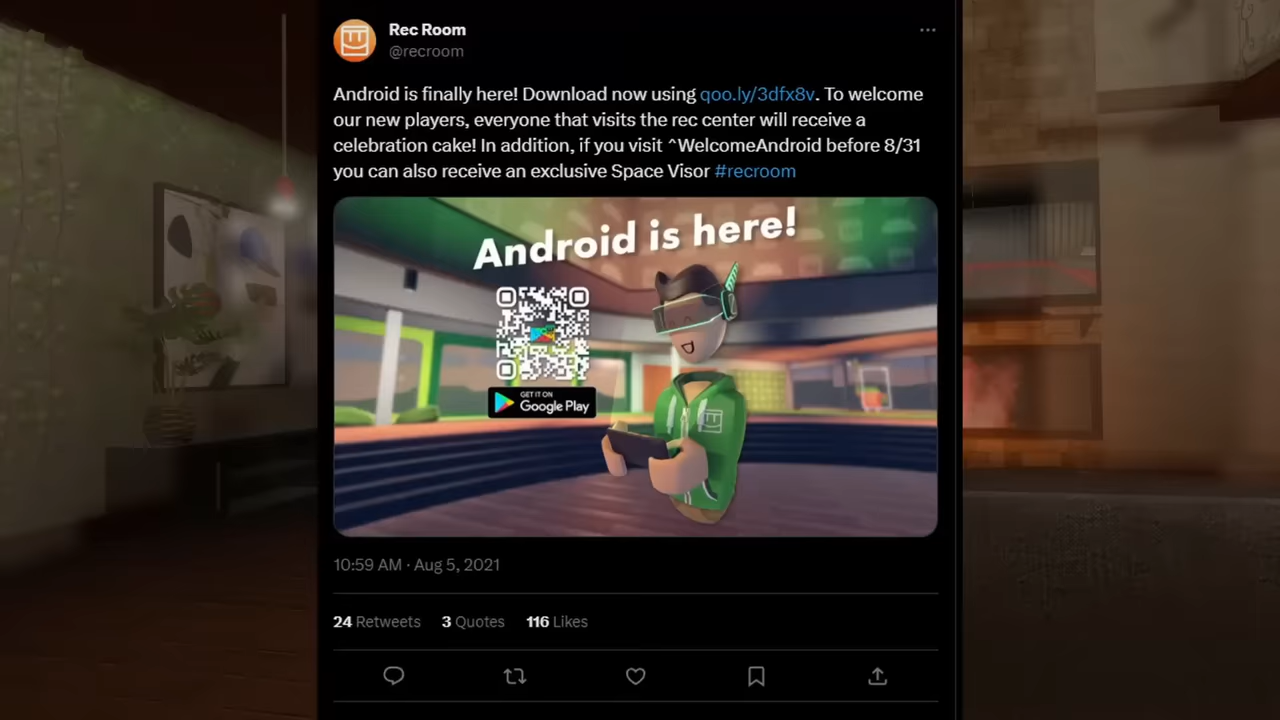 Rec Room
@recroom
Android is finally here! Download now using qoo.ly/3dfx8v. To welcome
our new players, everyone that visits the rec center will receive a
celebration cake! In addition, if you visit ^WelcomeAndroid before 8/31
you can also receive an exclusive Space Visor #recroom
Android is here!
GET IT ON
Google Play
10:59 AM · Aug 5, 2021
24 Retweets 3 Quotes 116 Likes